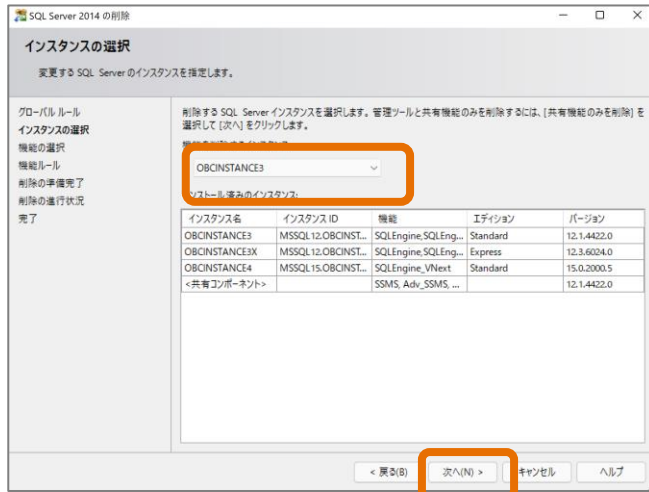 SQL Server 2014 の削除
インスタンスの選択
変更する SQL Server のインスタンスを指定します。
グローバル ルール
インスタンスの選択
機能の選択
機能ルール
削除の準備完了
削除の進行状況
完了
削除する SQL Server インスタンスを選択します。管理ツールと共有機能のみを削除するには、[共有機能のみを削除] を
選択して [次へ] をクリックします。
OBCINSTANCE3
インストール済みのインスタンス:
インスタンス名 インスタンス ID 機能 エディション バージョン
OBCINSTANCE3 MSSQL12.OBCINST... SQLEngine,SQLEng... Standard 12.1.4422.0
OBCINSTANCE3X MSSQL12.OBCINST... SQLEngine,SQLEng... Express 12.3.6024.0
OBCINSTANCE4 MSSQL15.OBCINST... SQLEngine_VNext Standard 15.0.2000.5
<共有コンポーネント> SSMS, Adv_SSMS, ... 12.1.4422.0
< 戻る(B) 次へ(N) > キャンセル ヘルプ